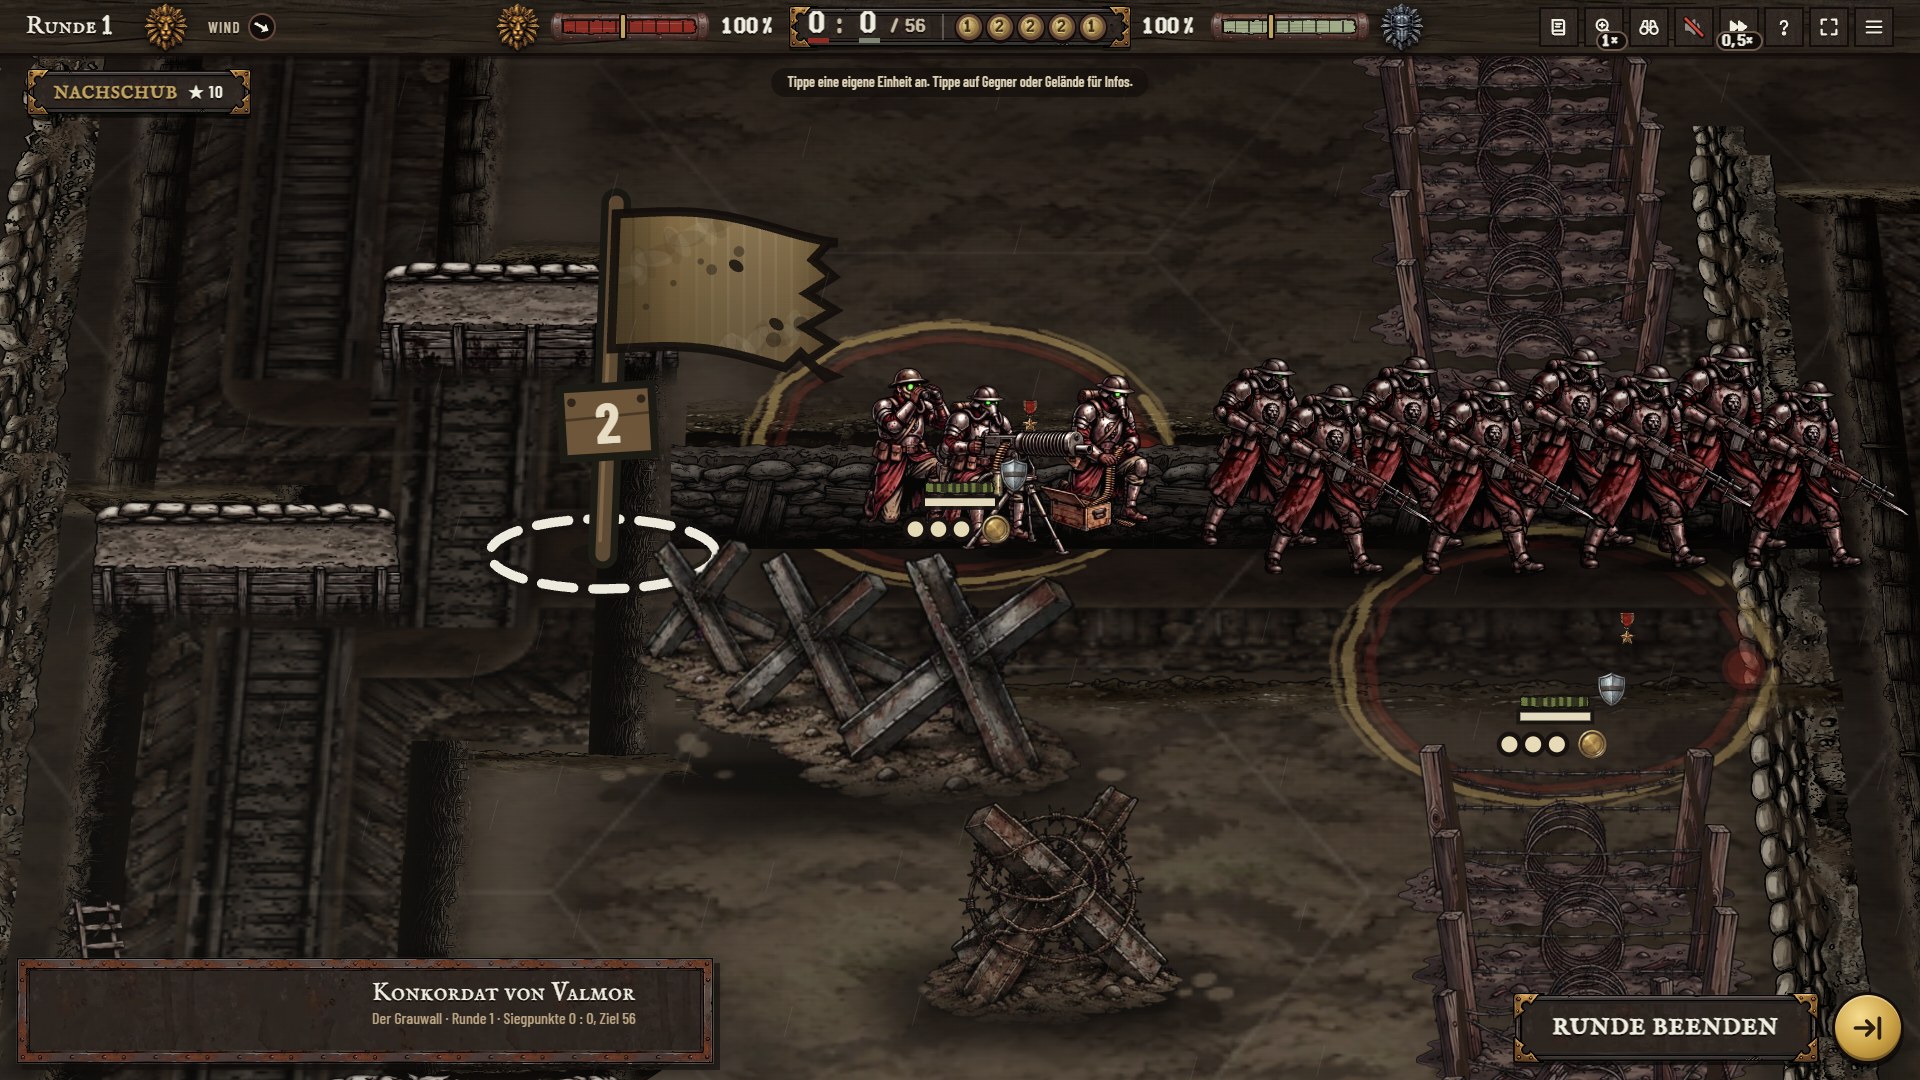 Runde 1
WIND
100 %
0 : 0 / 56
1 2 2 2 1
100 %
1×
0,5×
?
NACHSCHUB ★ 10
Tippe eine eigene Einheit an. Tippe auf Gegner oder Gelände für Infos.
2
Konkordat von Valmor
Der Grauwall · Runde 1 · Siegpunkte 0 : 0, Ziel 56
RUNDE BEENDEN